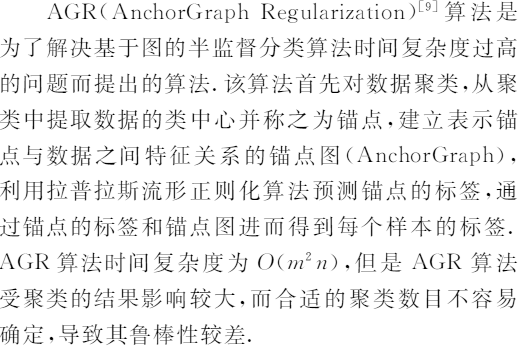 AGR(AnchorGraph Regularization)[9]算法是
为了解决基于图的半监督分类算法时间复杂度过高
的问题而提出的算法.该算法首先对数据聚类,从聚
类中提取数据的类中心并称之为锚点,建立表示锚
点与数据之间特征关系的锚点图(AnchorGraph),
利用拉普拉斯流形正则化算法预测锚点的标签,通
过锚点的标签和锚点图进而得到每个样本的标签.
AGR 算法时间复杂度为 O(m²n),但是 AGR 算法
受聚类的结果影响较大,而合适的聚类数目不容易
确定,导致其鲁棒性较差.